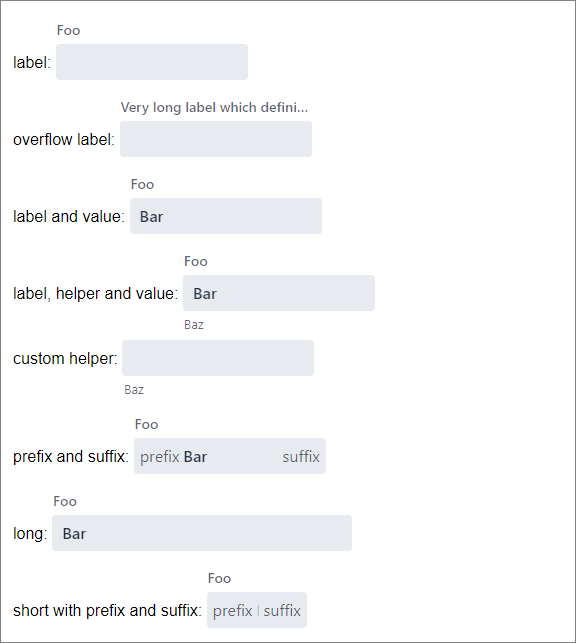 Foo
label:
Very long label which defini...
overflow label:
Foo
label and value: Bar
Foo
label, helper and value: Bar
Baz
custom helper:
Baz
Foo
prefix and suffix: prefix Bar suffix
Foo
long: Bar
Foo
short with prefix and suffix: prefix suffix